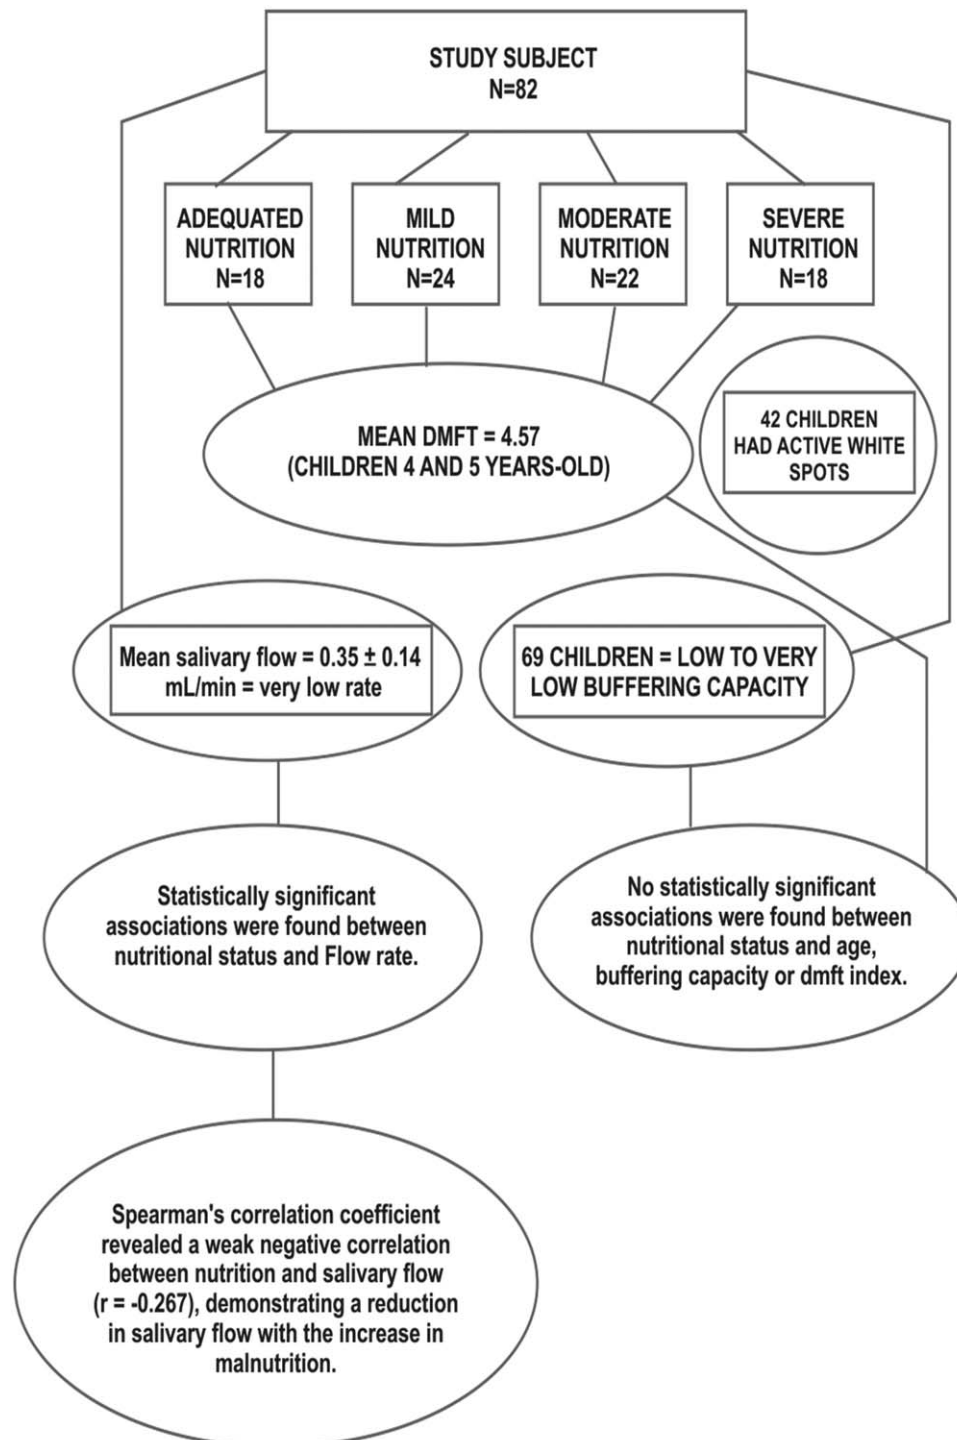 STUDY SUBJECT
N=82
ADEQUATED
NUTRITION
N=18
MILD
NUTRITION
N=24
MODERATE
NUTRITION
N=22
SEVERE
NUTRITION
N=18
MEAN DMFT = 4.57
(CHILDREN 4 AND 5 YEARS-OLD)
42 CHILDREN
HAD ACTIVE WHITE
SPOTS
Mean salivary flow = 0.35 ± 0.14
mL/min = very low rate
69 CHILDREN = LOW TO VERY
LOW BUFFERING CAPACITY
Statistically significant
associations were found between
nutritional status and Flow rate.
No statistically significant
associations were found between
nutritional status and age,
buffering capacity or dmft index.
Spearman's correlation coefficient
revealed a weak negative correlation
between nutrition and salivary flow
(r = -0.267), demonstrating a reduction
in salivary flow with the increase in
malnutrition.